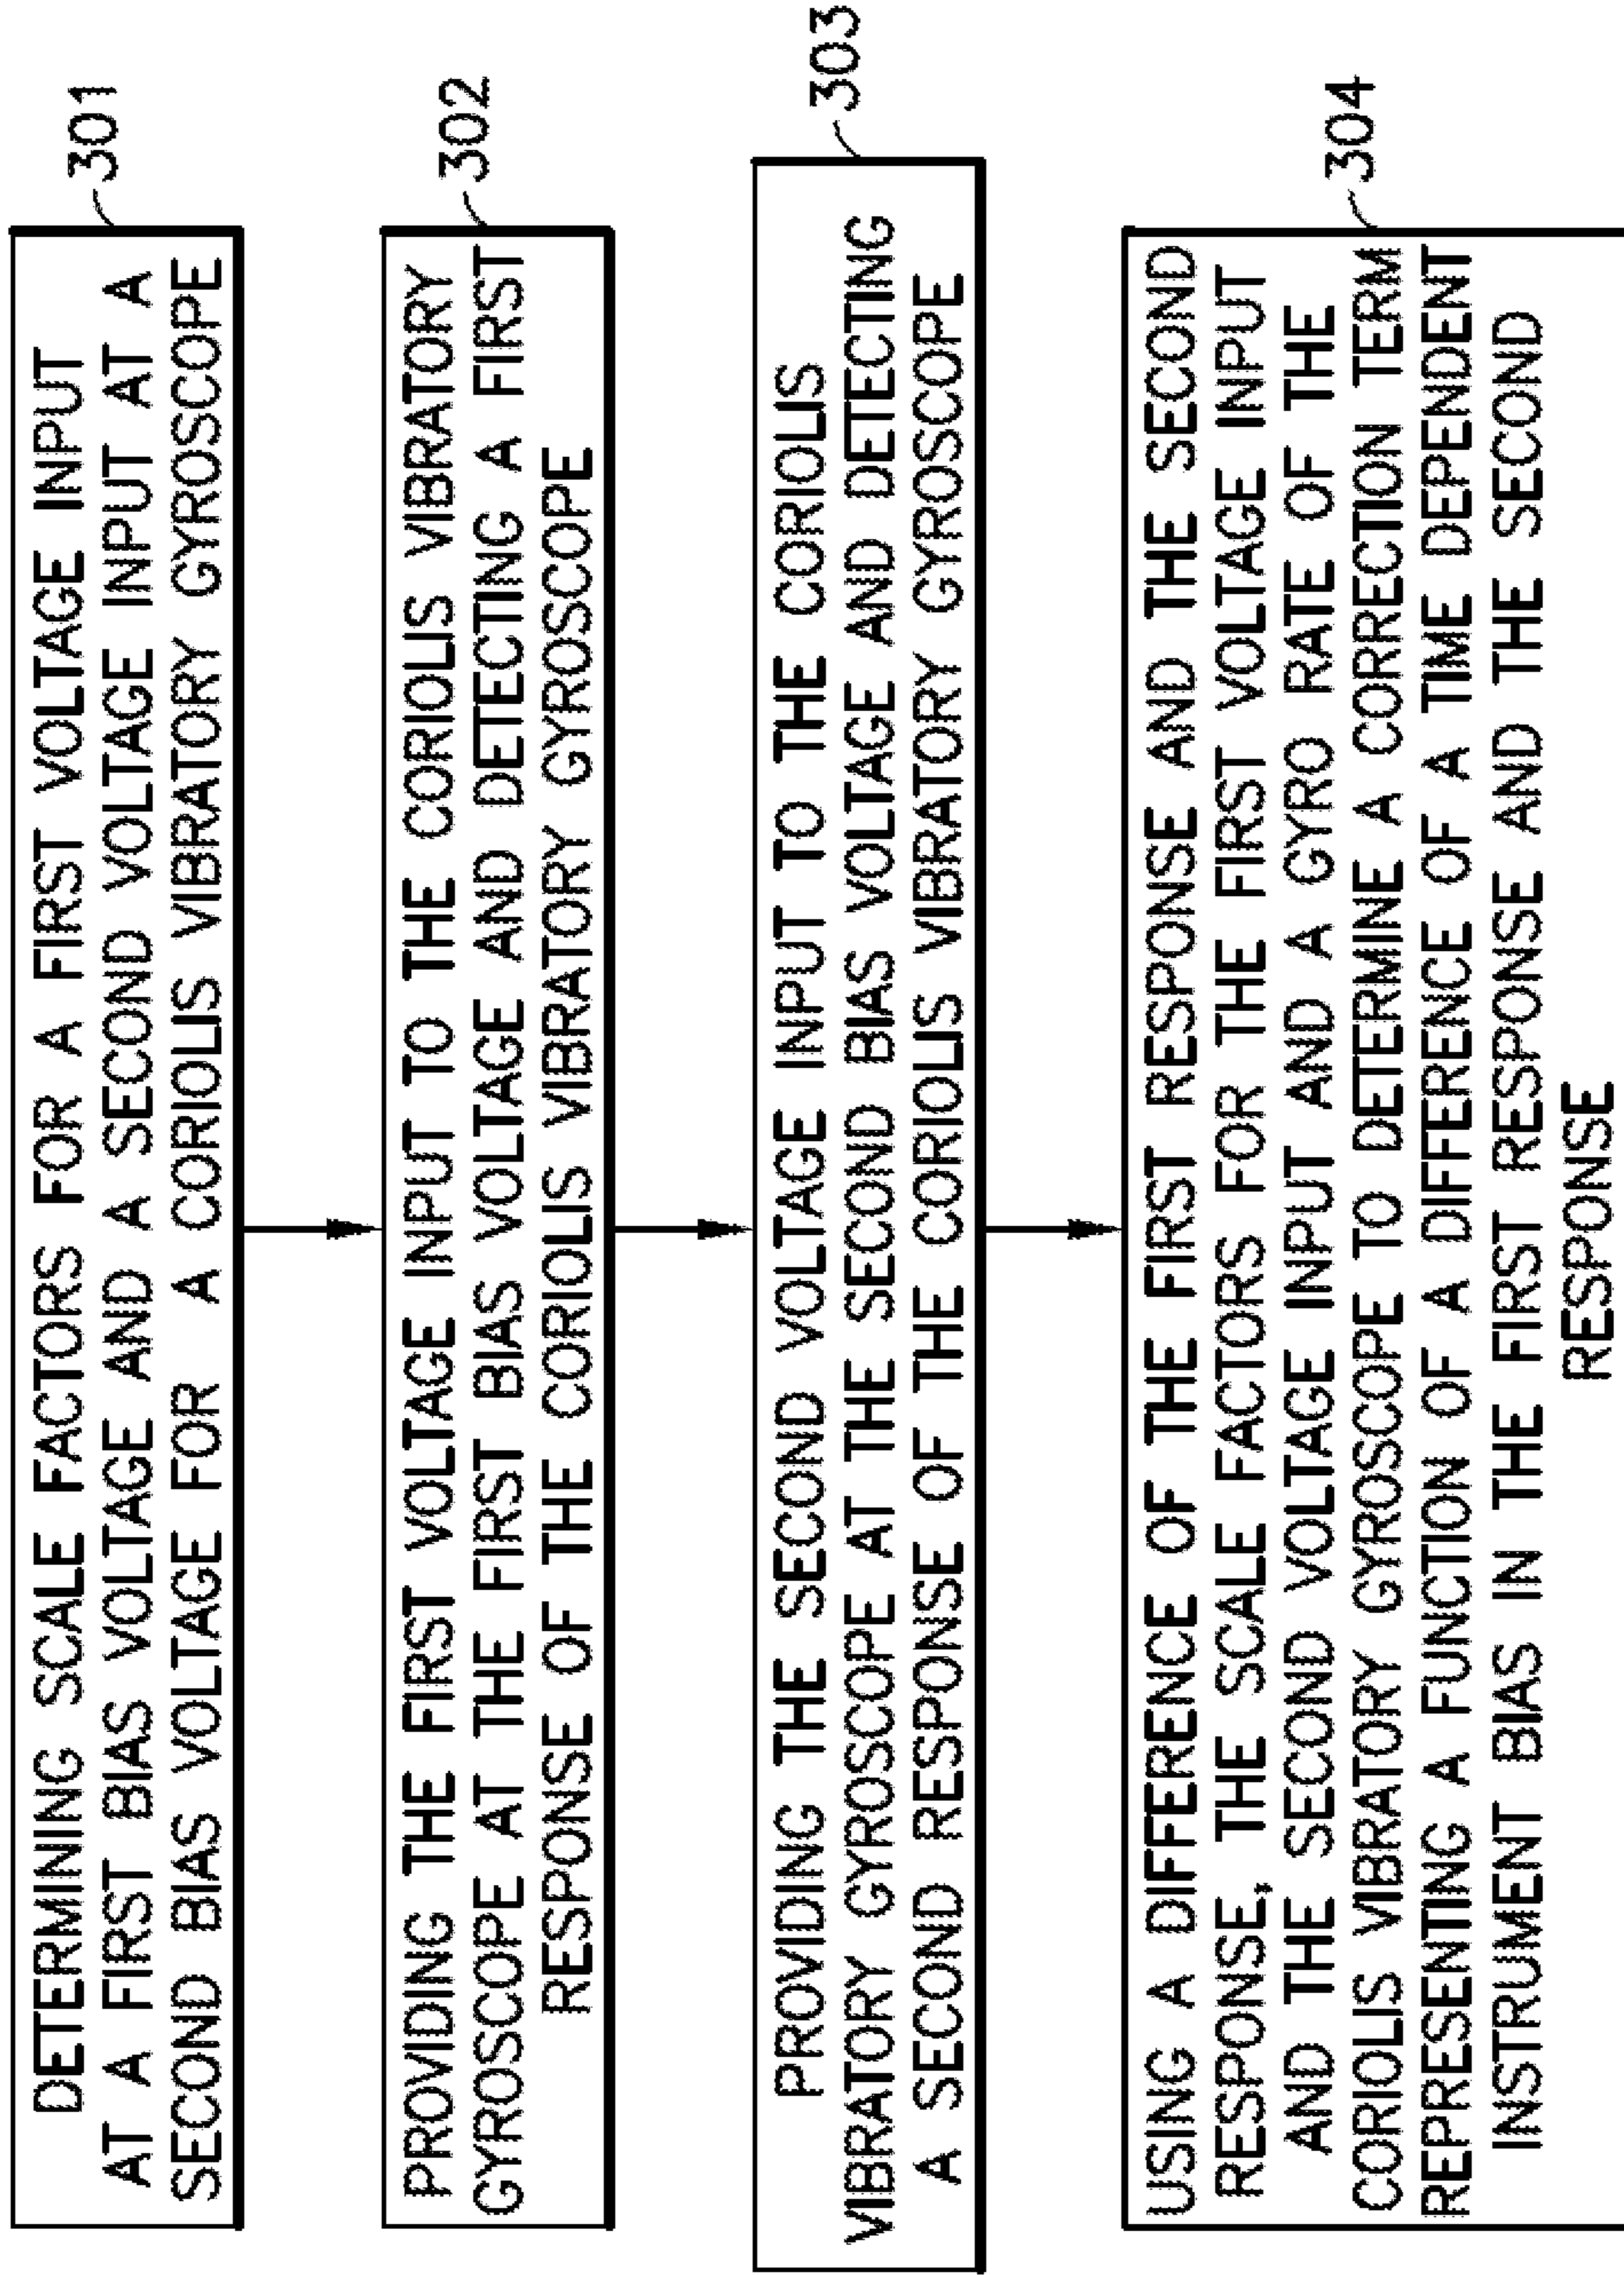 DETERMINING SCALE FACTORS FOR A FIRST VOLTAGE INPUT
AT A FIRST BIAS VOLTAGE AND A SECOND VOLTAGE INPUT AT A
SECOND BIAS VOLTAGE FOR A CORIOLIS VIBRATORY GYROSCOPE
301
PROVIDING THE FIRST VOLTAGE INPUT TO THE CORIOLIS VIBRATORY
GYROSCOPE AT THE FIRST BIAS VOLTAGE AND DETECTING A FIRST
RESPONSE OF THE CORIOLIS VIBRATORY GYROSCOPE
302
PROVIDING THE SECOND VOLTAGE INPUT TO THE CORIOLIS
VIBRATORY GYROSCOPE AT THE SECOND BIAS VOLTAGE AND DETECTING
A SECOND RESPONSE OF THE CORIOLIS VIBRATORY GYROSCOPE
303
USING A DIFFERENCE OF THE FIRST RESPONSE AND THE SECOND
RESPONSE, THE SCALE FACTORS FOR THE FIRST VOLTAGE INPUT
AND THE SECOND VOLTAGE INPUT AND A GYRO RATE OF THE
CORIOLIS VIBRATORY GYROSCOPE TO DETERMINE A CORRECTION TERM
REPRESENTING A FUNCTION OF A DIFFERENCE OF A TIME DEPENDENT
INSTRUMENT BIAS IN THE FIRST RESPONSE AND THE SECOND
RESPONSE
304